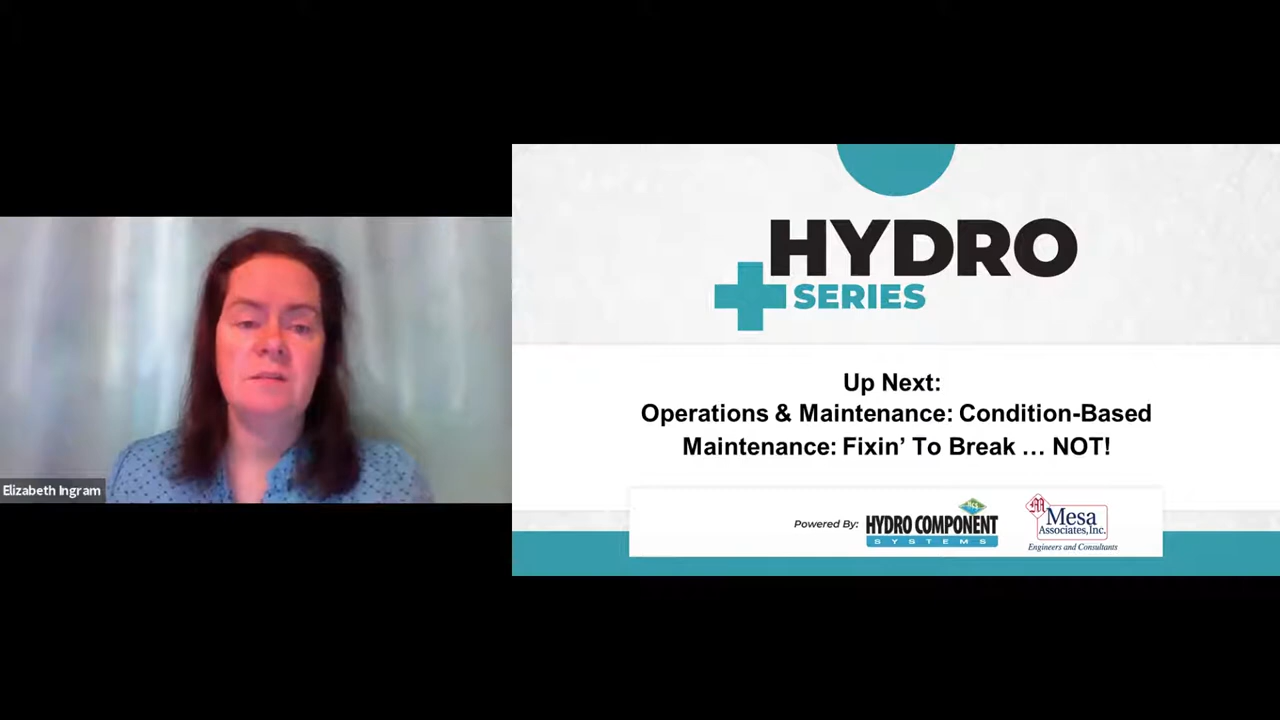 Elizabeth Ingram
HYDRO
SERIES
Up Next:
Operations & Maintenance: Condition-Based
Maintenance: Fixin’ To Break … NOT!
Powered By:
HCS
HYDRO COMPONENT
SYSTEMS
M
Mesa
Associates, Inc.
Engineers and Consultants